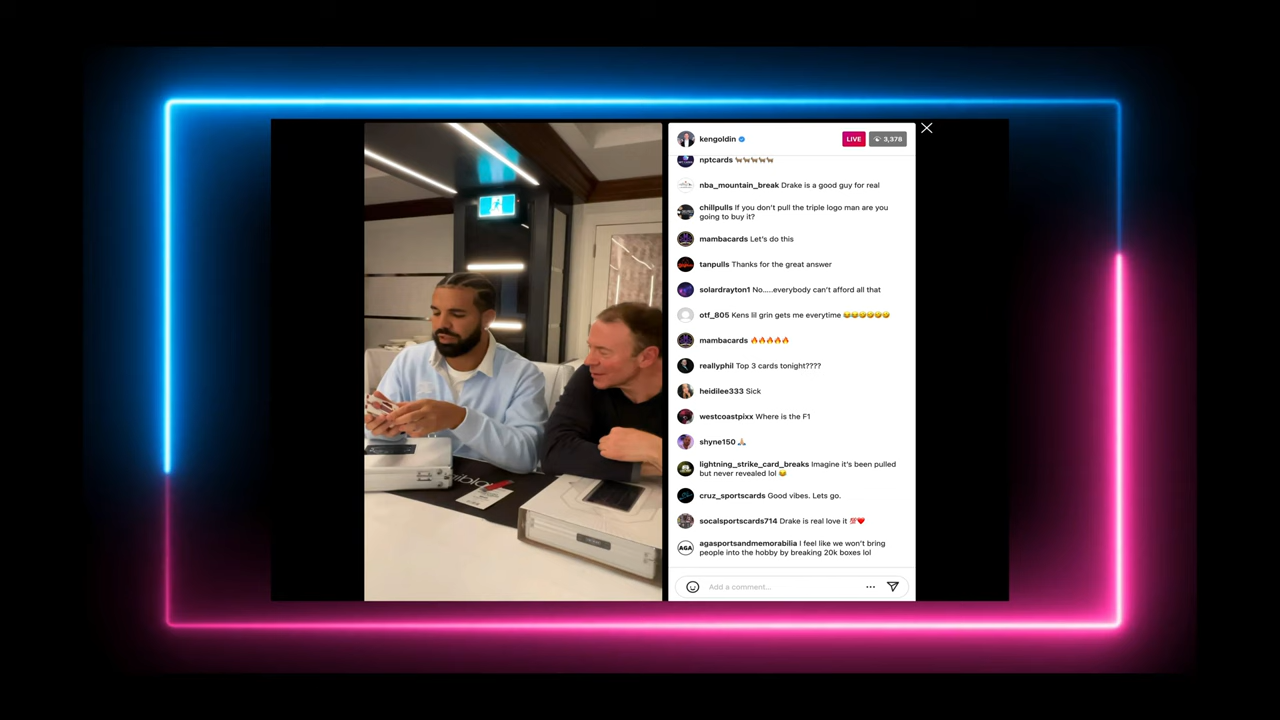 kengoldin
LIVE
3,378
nptcards 🐅🐅🐅🐅🐅
nba_mountain_break Drake is a good guy for real
chillpulls If you don't pull the triple logo man are you
going to buy it?
mambacards Let's do this
tanpulls Thanks for the great answer
solardrayton1 No.....everybody can't afford all that
otf_805 Kens lil grin gets me everytime 😂😂🤣🤣🤣🤣
mambacards 🔥🔥🔥🔥🔥
reallyphil Top 3 cards tonight????
heidilee333 Sick
westcoastpixx Where is the F1
shyne150 🙏🏼
lightning_strike_card_breaks Imagine it's been pulled
but never revealed lol 😂
cruz_sportscards Good vibes. Lets go.
socalsportscards714 Drake is real love it 💯❤️
AGA
agasportsandmemorabilia I feel like we won't bring
people into the hobby by breaking 20k boxes lol
Add a comment...